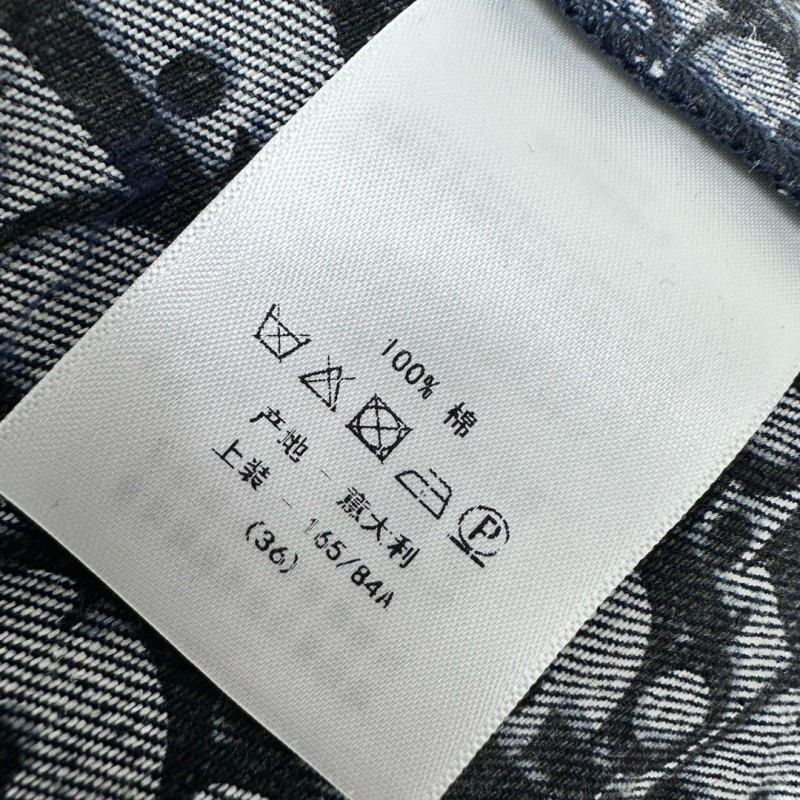 100% 棉
产地 - 意大利
上装 - 165/84A
(36)